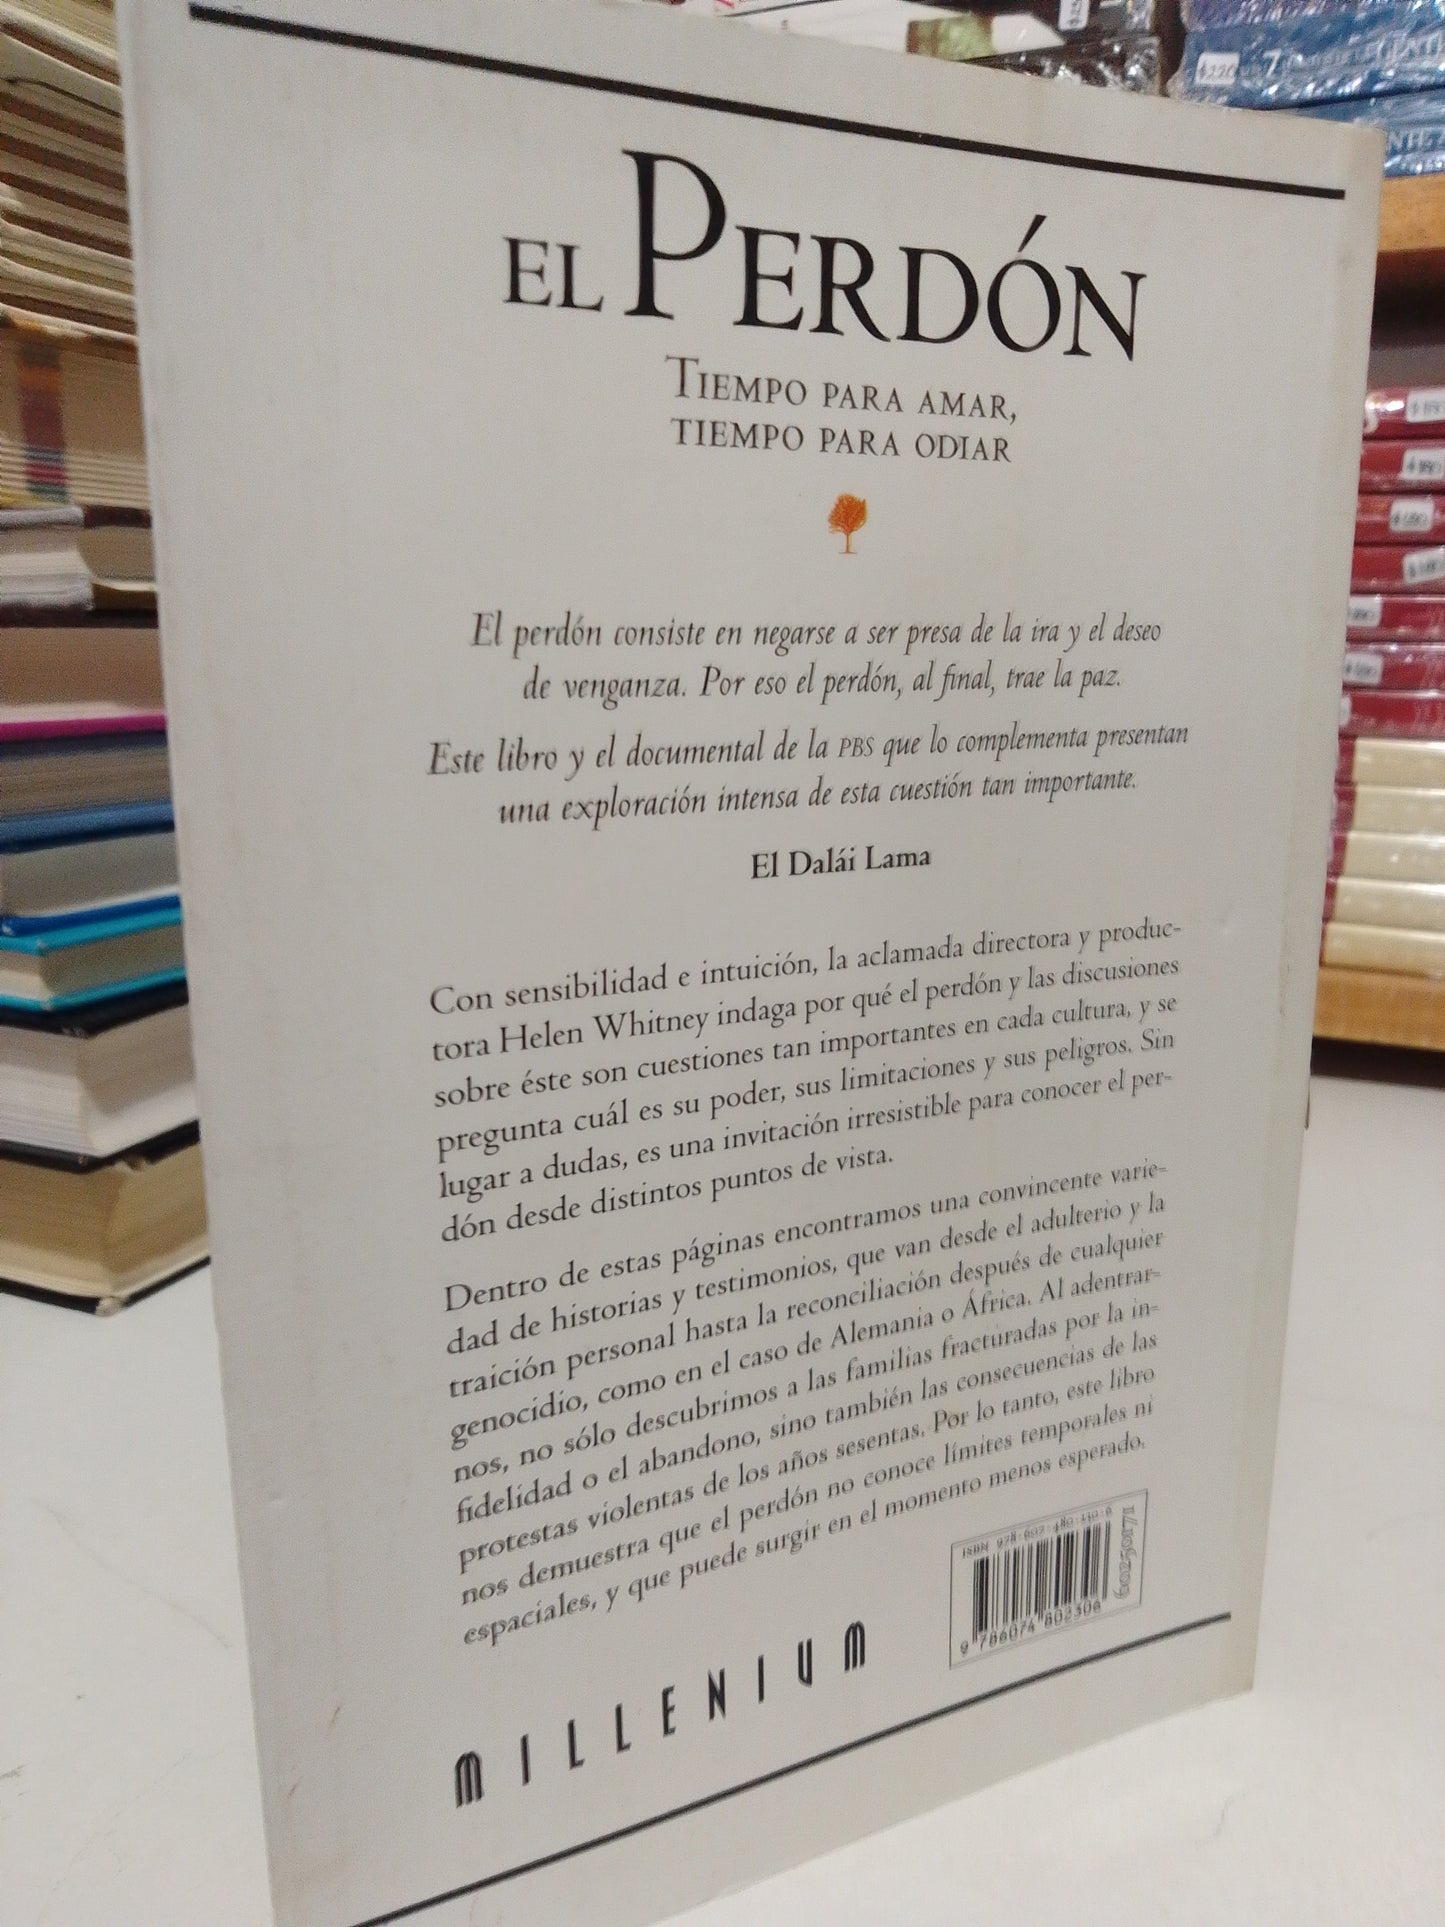 EL PERDÓN
TIEMPO PARA AMAR,
TIEMPO PARA ODIAR
El perdón consiste en negarse a ser presa de la ira y el deseo
de venganza. Por eso el perdón, al final, trae la paz.
Este libro y el documental de la PBS que lo complementa presentan
una exploración intensa de esta cuestión tan importante.
El Dalái Lama
Con sensibilidad e intuición, la aclamada directora y produc-
tora Helen Whitney indaga por qué el perdón y las discusiones
sobre éste son cuestiones tan importantes en cada cultura, y se
pregunta cuál es su poder, sus limitaciones y sus peligros. Sin
lugar a dudas, es una invitación irresistible para conocer el per-
dón desde distintos puntos de vista.
Dentro de estas páginas encontramos una convincente varie-
dad de historias y testimonios, que van desde el adulterio y la
traición personal hasta la reconciliación después de cualquier
genocidio, como en el caso de Alemania o África. Al adentrar-
nos, no sólo descubrimos a las familias fracturadas por la in-
fidelidad o el abandono, sino también las consecuencias de las
protestas violentas de los años sesentas. Por lo tanto, este libro
nos demuestra que el perdón no conoce límites temporales ni
espaciales, y que puede surgir en el momento menos esperado.
ISBN 978-607-480-230-6
9 786074 802306
MILLENIUM
$220